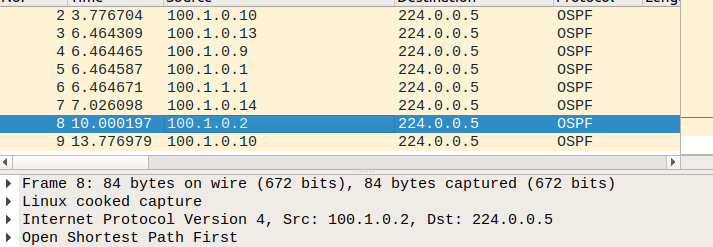 No. Time Source Destination Protocol Leng
2 3.776704 100.1.0.10 224.0.0.5 OSPF
3 6.464309 100.1.0.13 224.0.0.5 OSPF
4 6.464465 100.1.0.9 224.0.0.5 OSPF
5 6.464587 100.1.0.1 224.0.0.5 OSPF
6 6.464671 100.1.1.1 224.0.0.5 OSPF
7 7.026098 100.1.0.14 224.0.0.5 OSPF
8 10.000197 100.1.0.2 224.0.0.5 OSPF
9 13.776979 100.1.0.10 224.0.0.5 OSPF
Frame 8: 84 bytes on wire (672 bits), 84 bytes captured (672 bits)
Linux cooked capture
Internet Protocol Version 4, Src: 100.1.0.2, Dst: 224.0.0.5
Open Shortest Path First